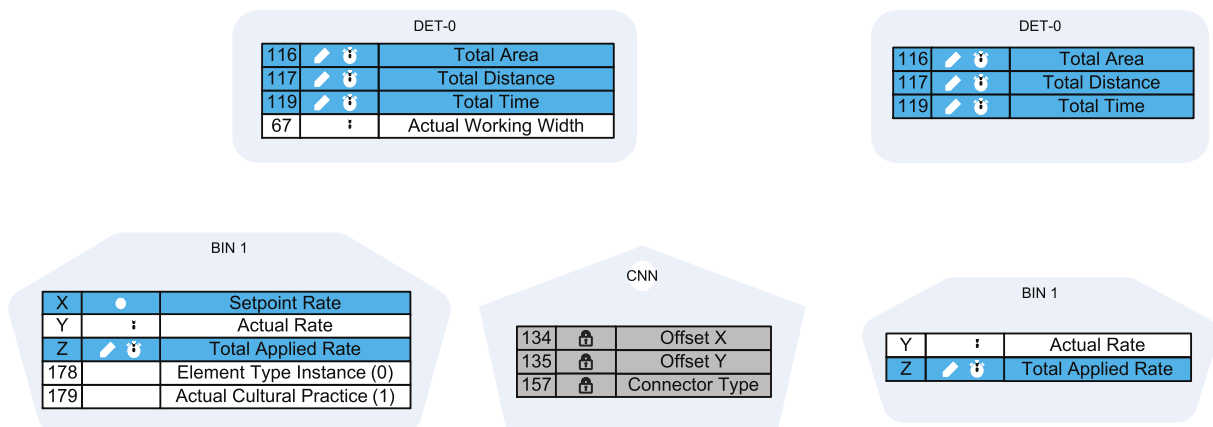 DET-0
116 Total Area
117 Total Distance
119 Total Time
67 Actual Working Width
DET-0
116 Total Area
117 Total Distance
119 Total Time
BIN 1
X Setpoint Rate
Y Actual Rate
Z Total Applied Rate
178 Element Type Instance (0)
179 Actual Cultural Practice (1)
CNN
134 Offset X
135 Offset Y
157 Connector Type
BIN 1
Y Actual Rate
Z Total Applied Rate